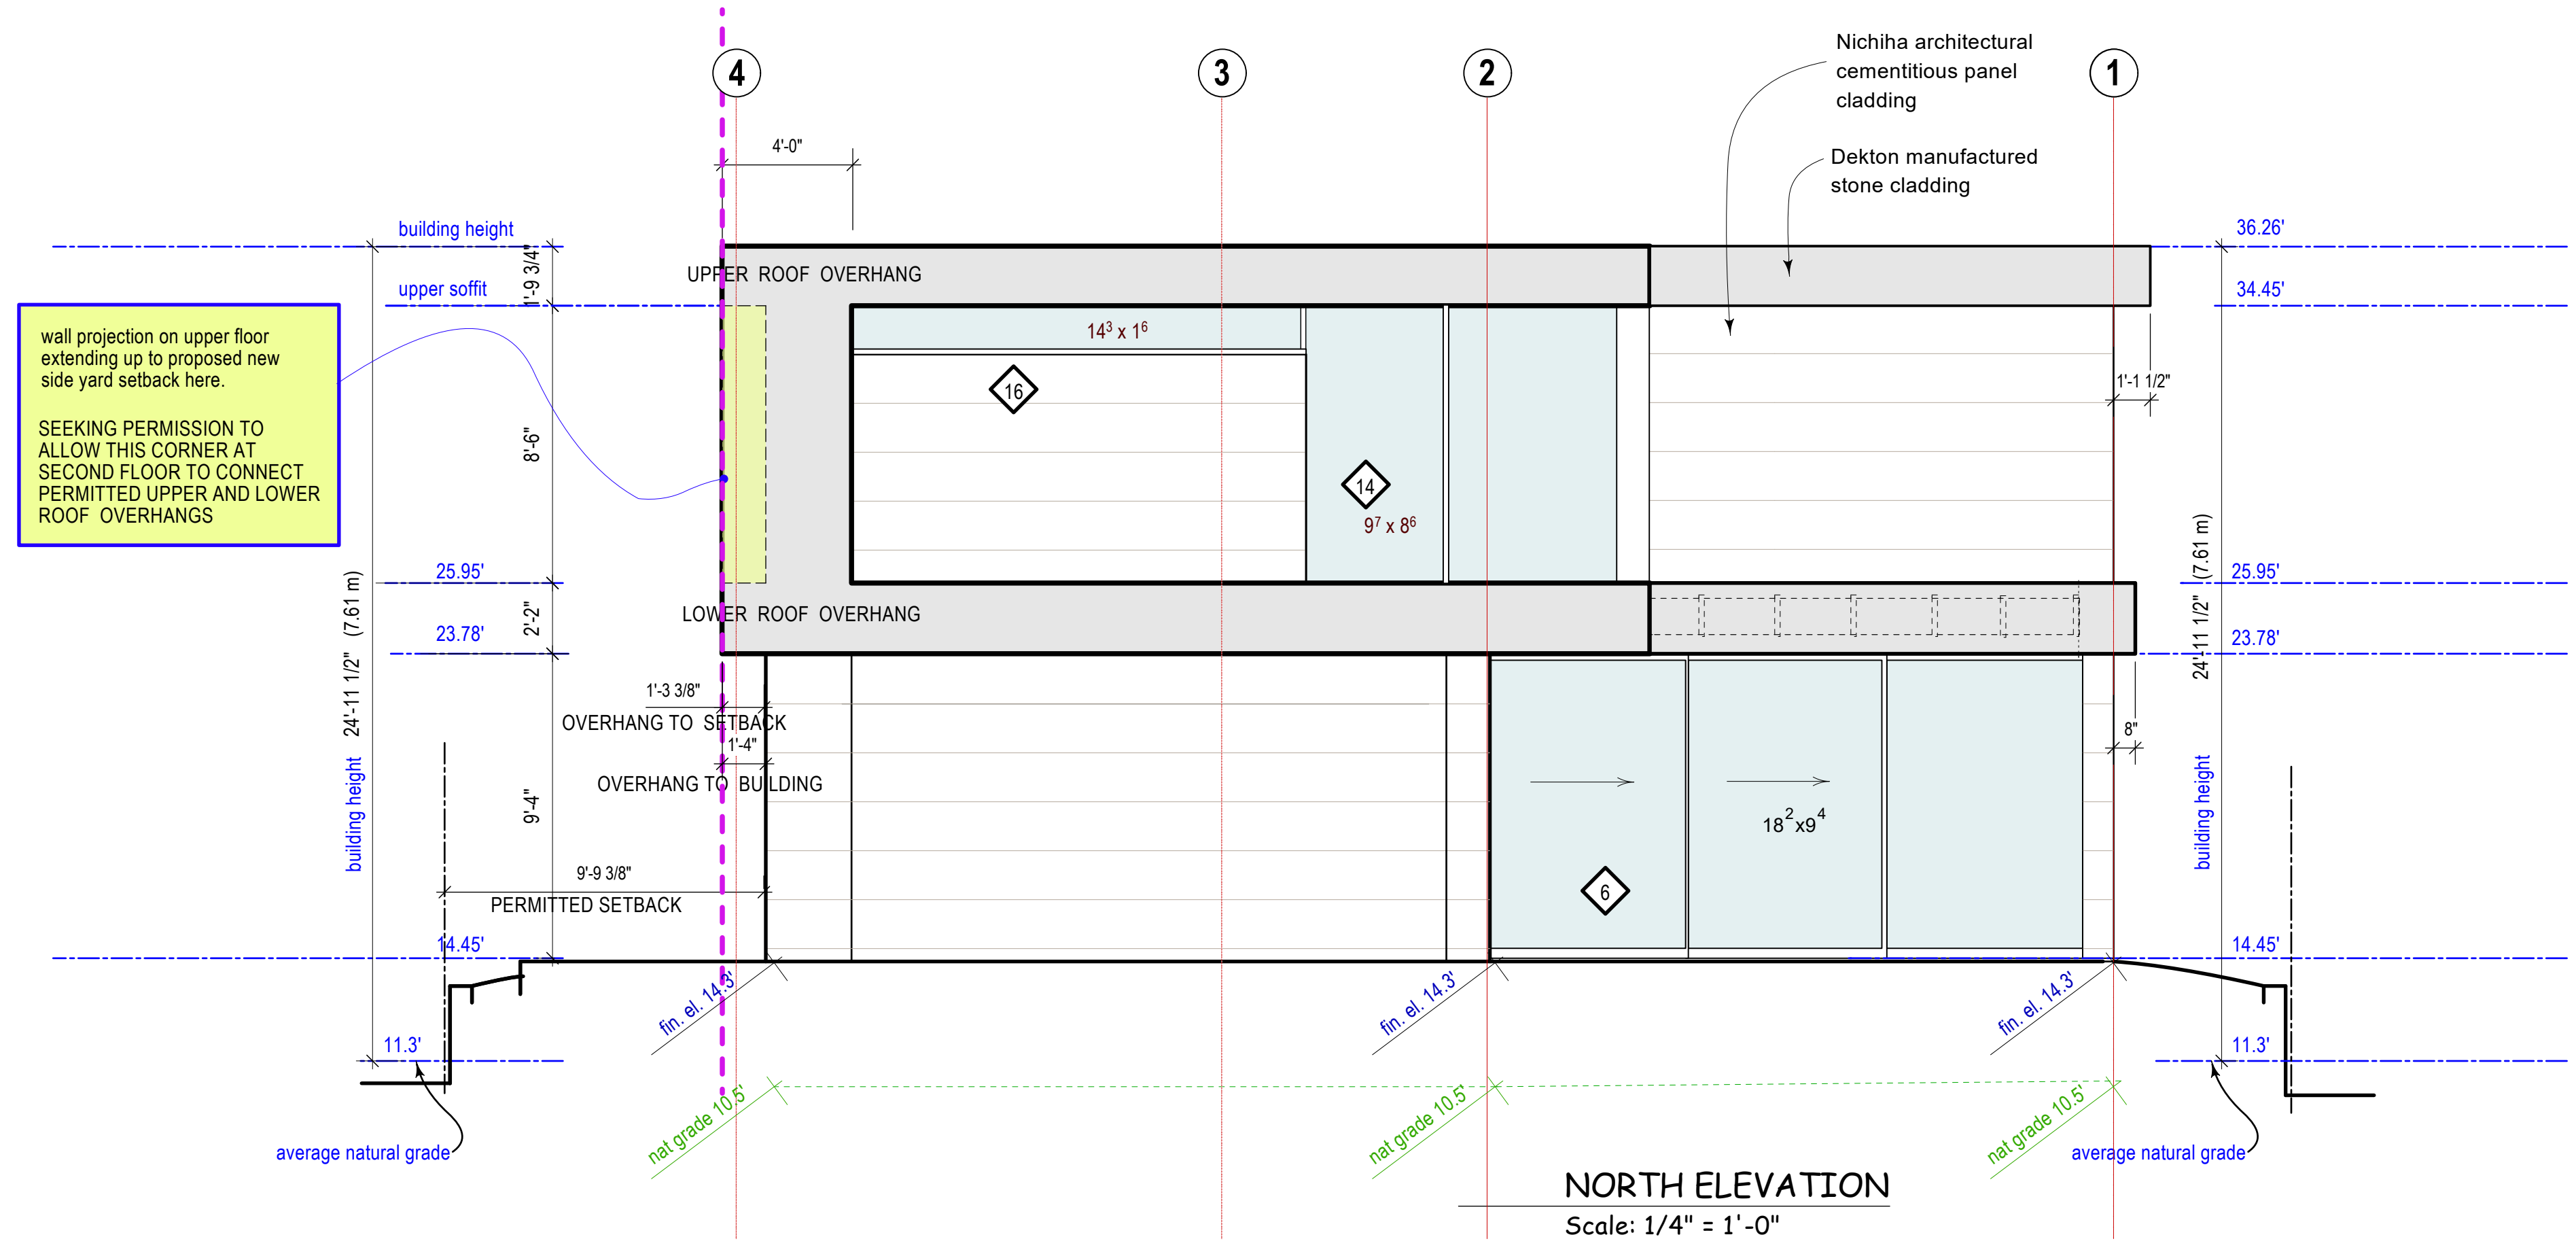 4
3
2
1
Nichiha architectural
cementitious panel
cladding
Dekton manufactured
stone cladding
4'-0"
building height
36.26'
1'-9 3/4"
UPPER ROOF OVERHANG
upper soffit
34.45'
wall projection on upper floor
extending up to proposed new
side yard setback here.
SEEKING PERMISSION TO
ALLOW THIS CORNER AT
SECOND FLOOR TO CONNECT
PERMITTED UPPER AND LOWER
ROOF OVERHANGS
14³ x 1⁶
16
1'-1 1/2"
8'-6"
14
9⁷ x 8⁶
25.95'
25.95'
24'-11 1/2" (7.61 m)
building height
24'-11 1/2" (7.61 m)
building height
2'-2"
LOWER ROOF OVERHANG
23.78'
23.78'
1'-3 3/8"
OVERHANG TO SETBACK
1'-4"
OVERHANG TO BUILDING
8"
9'-4"
18²x9⁴
6
9'-9 3/8"
PERMITTED SETBACK
14.45'
14.45'
fin. el. 14.3'
fin. el. 14.3'
fin. el. 14.3'
11.3'
11.3'
nat grade 10.5'
nat grade 10.5'
nat grade 10.5'
average natural grade
average natural grade
NORTH ELEVATION
Scale: 1/4" = 1'-0"